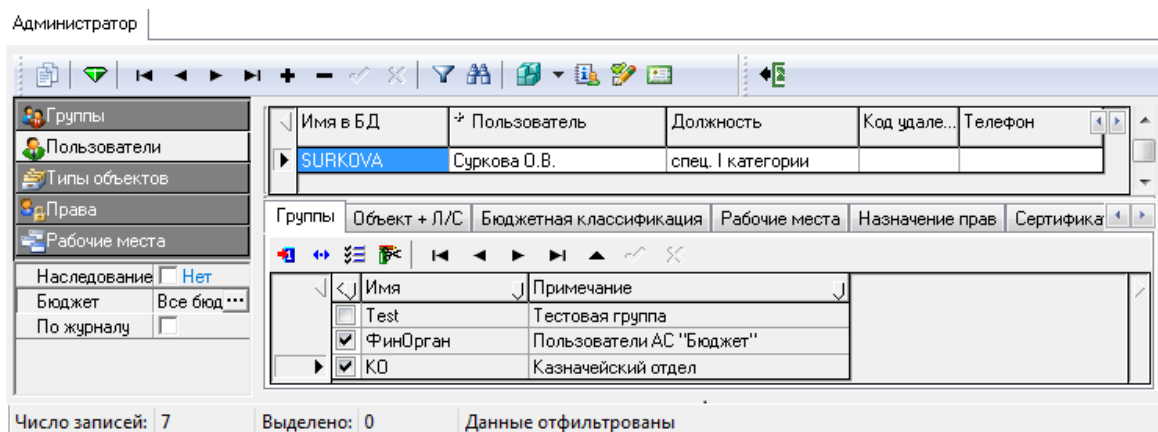 Администратор
Группы
Пользователи
Типы объектов
Права
Рабочие места
Наследование Нет
Бюджет Все бюд ...
По журналу
Имя в БД Пользователь Должность Код удале... Телефон
SURKOVA Суркова О.В. спец. I категории
Группы Объект + Л/С Бюджетная классификация Рабочие места Назначение прав Сертифика
< Имя Примечание
Test Тестовая группа
ФинОрган Пользователи АС "Бюджет"
КО Казначейский отдел
Число записей: 7 Выделено: 0 Данные отфильтрованы